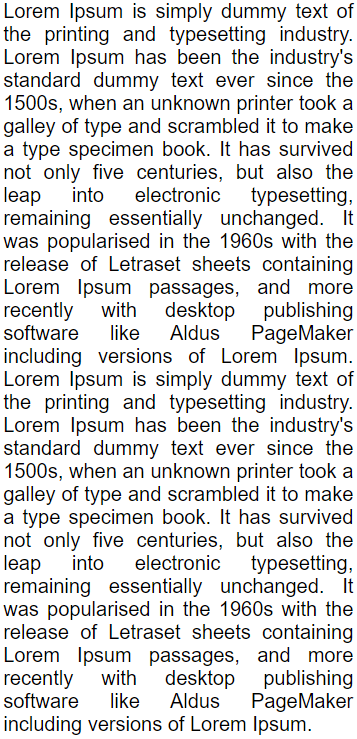 Lorem Ipsum is simply dummy text of
the printing and typesetting industry.
Lorem Ipsum has been the industry's
standard dummy text ever since the
1500s, when an unknown printer took a
galley of type and scrambled it to make
a type specimen book. It has survived
not only five centuries, but also the
leap into electronic typesetting,
remaining essentially unchanged. It
was popularised in the 1960s with the
release of Letraset sheets containing
Lorem Ipsum passages, and more
recently with desktop publishing
software like Aldus PageMaker
including versions of Lorem Ipsum.
Lorem Ipsum is simply dummy text of
the printing and typesetting industry.
Lorem Ipsum has been the industry's
standard dummy text ever since the
1500s, when an unknown printer took a
galley of type and scrambled it to make
a type specimen book. It has survived
not only five centuries, but also the
leap into electronic typesetting,
remaining essentially unchanged. It
was popularised in the 1960s with the
release of Letraset sheets containing
Lorem Ipsum passages, and more
recently with desktop publishing
software like Aldus PageMaker
including versions of Lorem Ipsum.